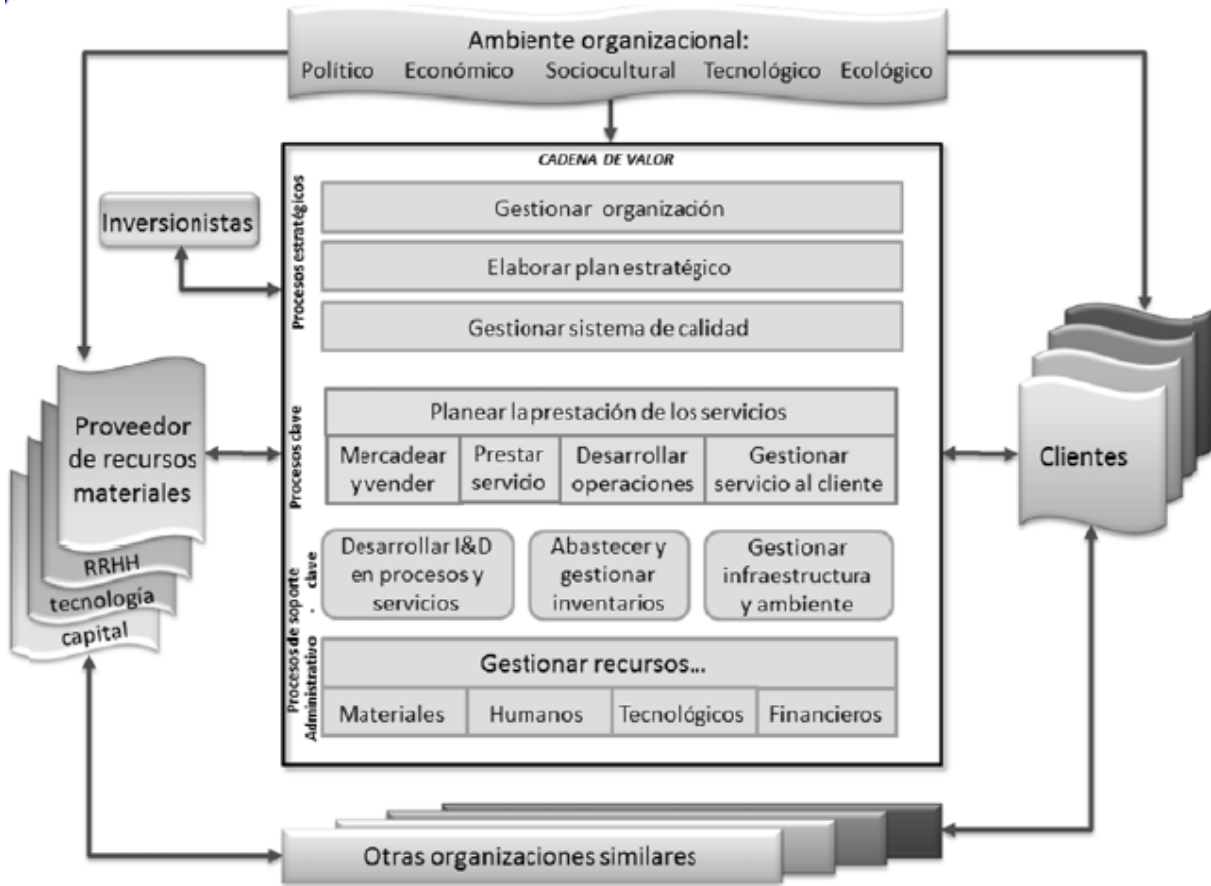 Ambiente organizacional:
Político Económico Sociocultural Tecnológico Ecológico
CADENA DE VALOR
Procesos estratégicos
Gestionar organización
Elaborar plan estratégico
Gestionar sistema de calidad
Inversionistas
Proveedor
de recursos
materiales
RRHH
tecnología
capital
Procesos clave
Planear la prestación de los servicios
Mercadear
y vender
Prestar
servicio
Desarrollar
operaciones
Gestionar
servicio al cliente
Clientes
Procesos de soporte
Administrativo - clave
Desarrollar I&D
en procesos y
servicios
Abastecer y
gestionar
inventarios
Gestionar
infraestructura
y ambiente
Gestionar recursos...
Materiales
Humanos
Tecnológicos
Financieros
Otras organizaciones similares